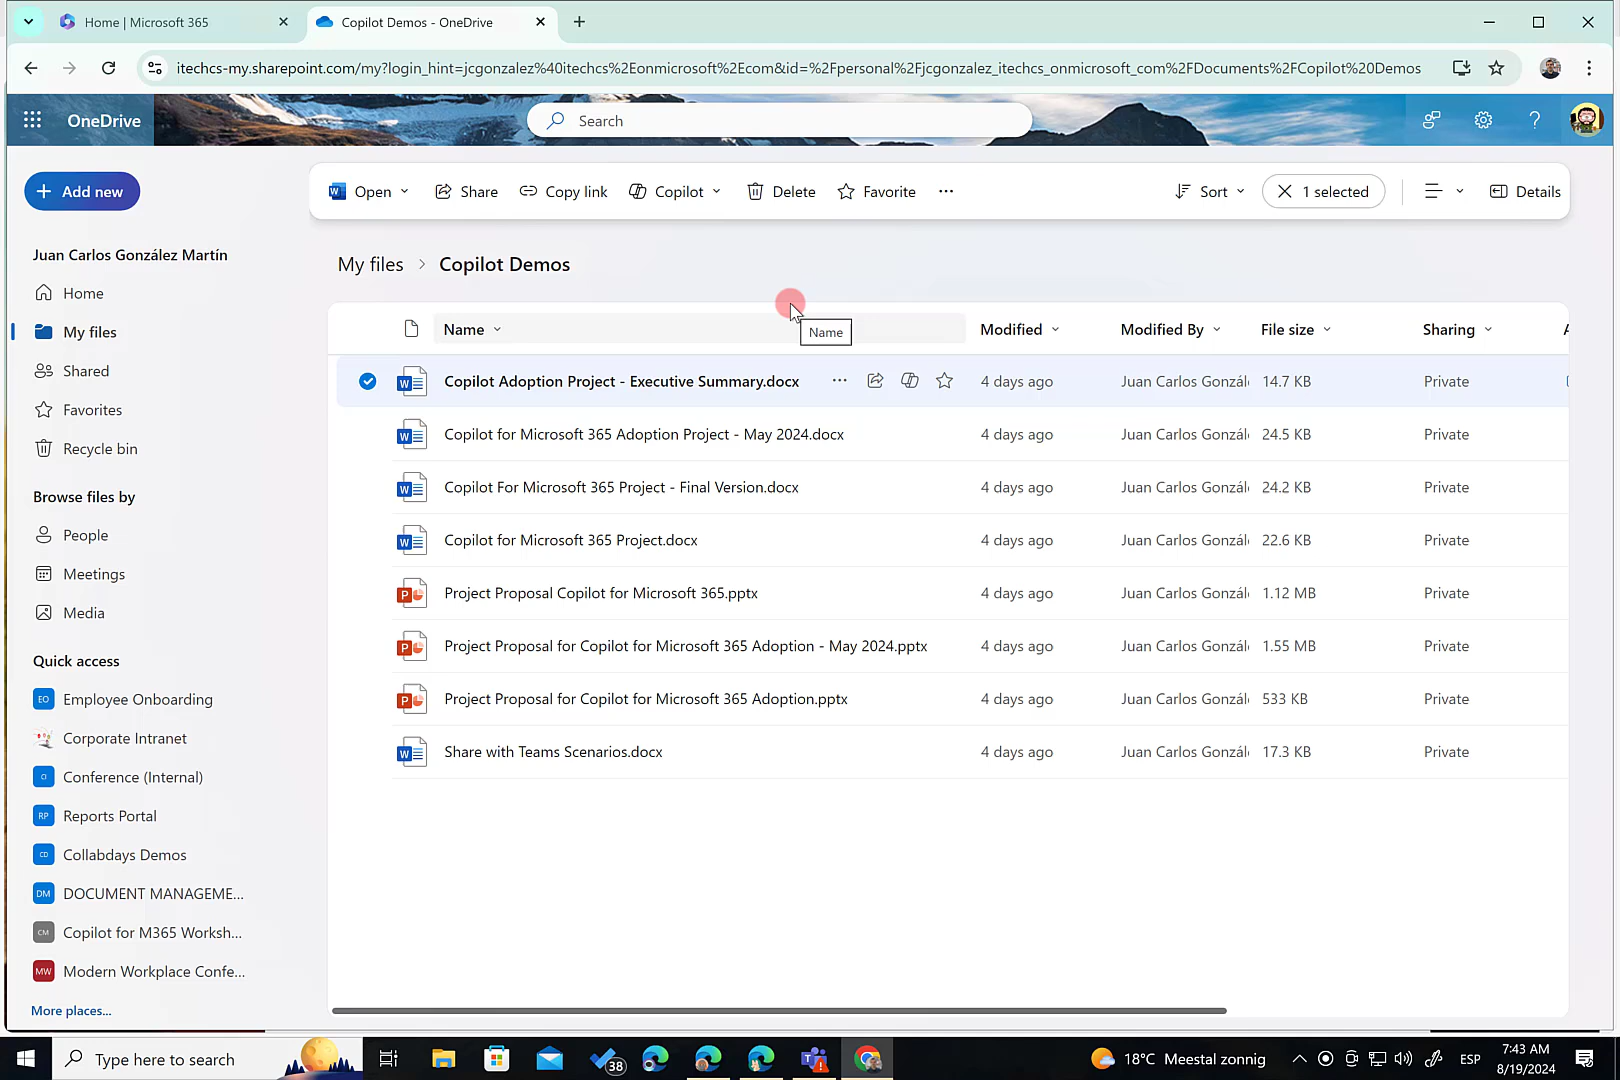 Home | Microsoft 365
Copilot Demos - OneDrive
itechcs-my.sharepoint.com/my?login_hint=jcgonzalez%40itechcs%2Eonmicrosoft%2Ecom&id=%2Fpersonal%2Fjcgonzalez_itechcs_onmicrosoft_com%2FDocuments%2FCopilot%20Demos
OneDrive
Search
Add new
Open
Share
Copy link
Copilot
Delete
Favorite
Sort
1 selected
Details
Juan Carlos González Martín
Home
My files
Shared
Favorites
Recycle bin
Browse files by
People
Meetings
Media
Quick access
EO Employee Onboarding
Corporate Intranet
CI Conference (Internal)
RP Reports Portal
CD Collabdays Demos
DM DOCUMENT MANAGEME...
CM Copilot for M365 Worksh...
MW Modern Workplace Confe...
More places...
My files > Copilot Demos
Name Modified Modified By File size Sharing
Name
Copilot Adoption Project - Executive Summary.docx 4 days ago Juan Carlos Gonzál 14.7 KB Private
Copilot for Microsoft 365 Adoption Project - May 2024.docx 4 days ago Juan Carlos Gonzál 24.5 KB Private
Copilot For Microsoft 365 Project - Final Version.docx 4 days ago Juan Carlos Gonzál 24.2 KB Private
Copilot for Microsoft 365 Project.docx 4 days ago Juan Carlos Gonzál 22.6 KB Private
Project Proposal Copilot for Microsoft 365.pptx 4 days ago Juan Carlos Gonzál 1.12 MB Private
Project Proposal for Copilot for Microsoft 365 Adoption - May 2024.pptx 4 days ago Juan Carlos Gonzál 1.55 MB Private
Project Proposal for Copilot for Microsoft 365 Adoption.pptx 4 days ago Juan Carlos Gonzál 533 KB Private
Share with Teams Scenarios.docx 4 days ago Juan Carlos Gonzál 17.3 KB Private
Type here to search
38
18°C Meestal zonnig
ESP
7:43 AM
8/19/2024